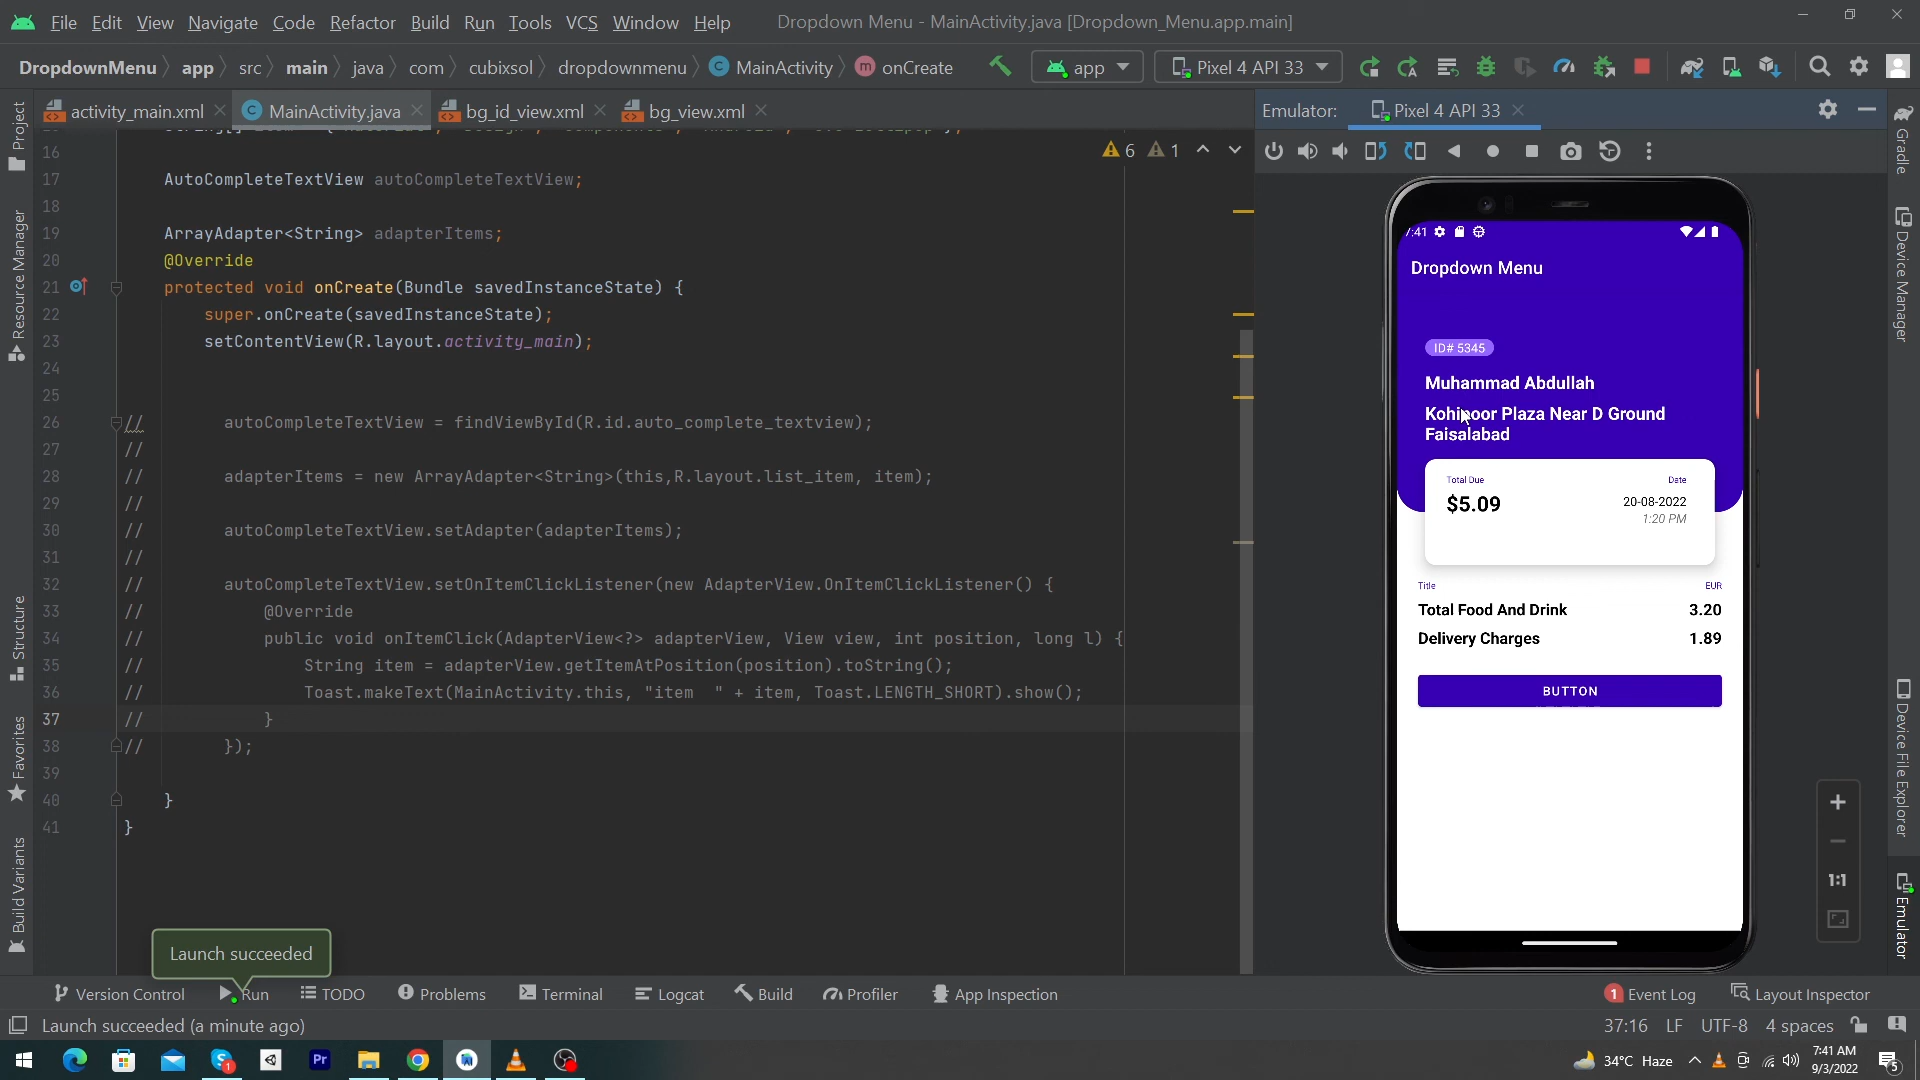 File Edit View Navigate Code Refactor Build Run Tools VCS Window Help Dropdown Menu - MainActivity.java [Dropdown_Menu.app.main]
DropdownMenu app src main java com cubixsol dropdownmenu MainActivity onCreate app Pixel 4 API 33
activity_main.xml MainActivity.java bg_id_view.xml bg_view.xml Emulator: Pixel 4 API 33
Project
Resource Manager
Structure
Favorites
Build Variants
6 1
16
17 AutoCompleteTextView autoCompleteTextView;
18
19 ArrayAdapter<String> adapterItems;
20 @Override
21 protected void onCreate(Bundle savedInstanceState) {
22 super.onCreate(savedInstanceState);
23 setContentView(R.layout.activity_main);
24
25
26 // autoCompleteTextView = findViewById(R.id.auto_complete_textview);
27 //
28 // adapterItems = new ArrayAdapter<String>(this,R.layout.list_item, item);
29 //
30 // autoCompleteTextView.setAdapter(adapterItems);
31 //
32 // autoCompleteTextView.setOnItemClickListener(new AdapterView.OnItemClickListener() {
33 // @Override
34 // public void onItemClick(AdapterView<?> adapterView, View view, int position, long l) {
35 // String item = adapterView.getItemAtPosition(position).toString();
36 // Toast.makeText(MainActivity.this, "item " + item, Toast.LENGTH_SHORT).show();
37 // }
38 // });
39
40 }
41 }
7:41
Dropdown Menu
ID# 5345
Muhammad Abdullah
Kohinoor Plaza Near D Ground
Faisalabad
Total Due Date
$5.09 20-08-2022
1:20 PM
Title EUR
Total Food And Drink 3.20
Delivery Charges 1.89
BUTTON
1:1
Gradle
Device Manager
Device File Explorer
Emulator
Launch succeeded
Version Control Run TODO Problems Terminal Logcat Build Profiler App Inspection 1 Event Log Layout Inspector
Launch succeeded (a minute ago) 37:16 LF UTF-8 4 spaces
34°C Haze 7:41 AM
9/3/2022
5